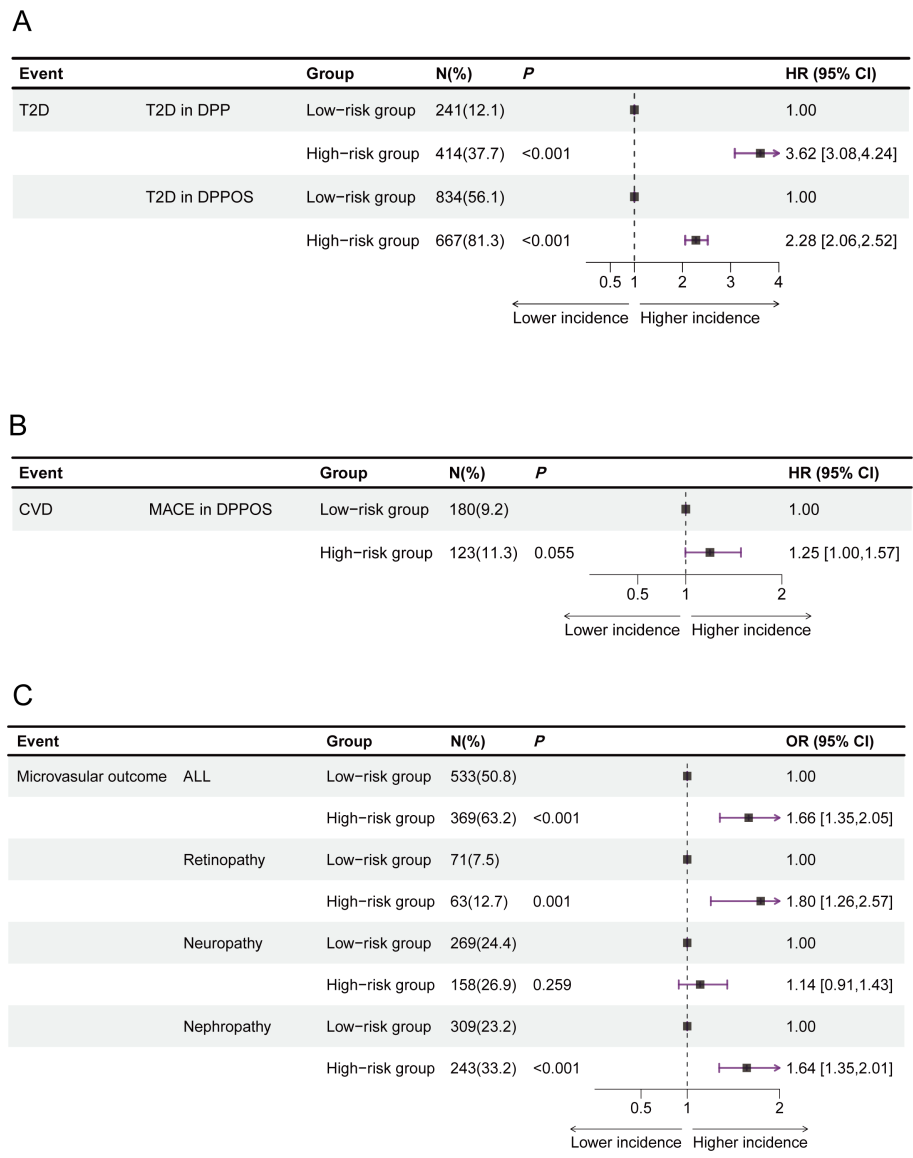 A
Event Group N(%) P HR (95% CI)
T2D T2D in DPP Low−risk group 241(12.1) 1.00
High−risk group 414(37.7) <0.001 3.62 [3.08,4.24]
T2D in DPPOS Low−risk group 834(56.1) 1.00
High−risk group 667(81.3) <0.001 2.28 [2.06,2.52]
0.5 1 2 3 4
Lower incidence Higher incidence
B
Event Group N(%) P HR (95% CI)
CVD MACE in DPPOS Low−risk group 180(9.2) 1.00
High−risk group 123(11.3) 0.055 1.25 [1.00,1.57]
0.5 1 2
Lower incidence Higher incidence
C
Event Group N(%) P OR (95% CI)
Microvasular outcome ALL Low−risk group 533(50.8) 1.00
High−risk group 369(63.2) <0.001 1.66 [1.35,2.05]
Retinopathy Low−risk group 71(7.5) 1.00
High−risk group 63(12.7) 0.001 1.80 [1.26,2.57]
Neuropathy Low−risk group 269(24.4) 1.00
High−risk group 158(26.9) 0.259 1.14 [0.91,1.43]
Nephropathy Low−risk group 309(23.2) 1.00
High−risk group 243(33.2) <0.001 1.64 [1.35,2.01]
0.5 1 2
Lower incidence Higher incidence